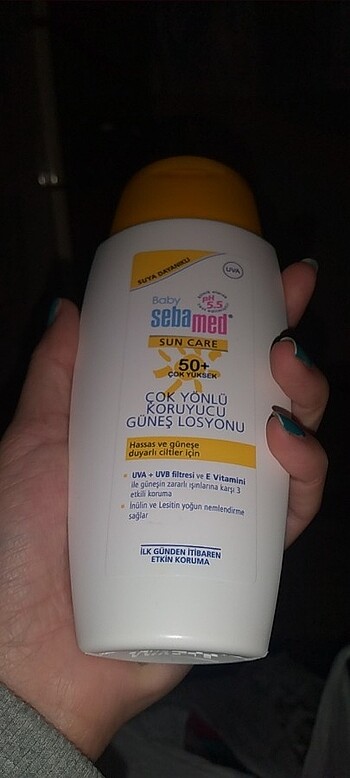 SUYA DAYANIKLI
UVA
Baby
pH
5.5
sebamed®
SUN CARE
50+
ÇOK YÜKSEK
ÇOK YÖNLÜ
KORUYUCU
GÜNEŞ LOSYONU
Hassas ve güneşe
duyarlı ciltler için
• UVA + UVB filtresi ve E Vitamini
ile güneşin zararlı ışınlarına karşı 3
etkili koruma
• İnülin ve Lesitin yoğun nemlendirme
sağlar
İLK GÜNDEN İTİBAREN
ETKİN KORUMA